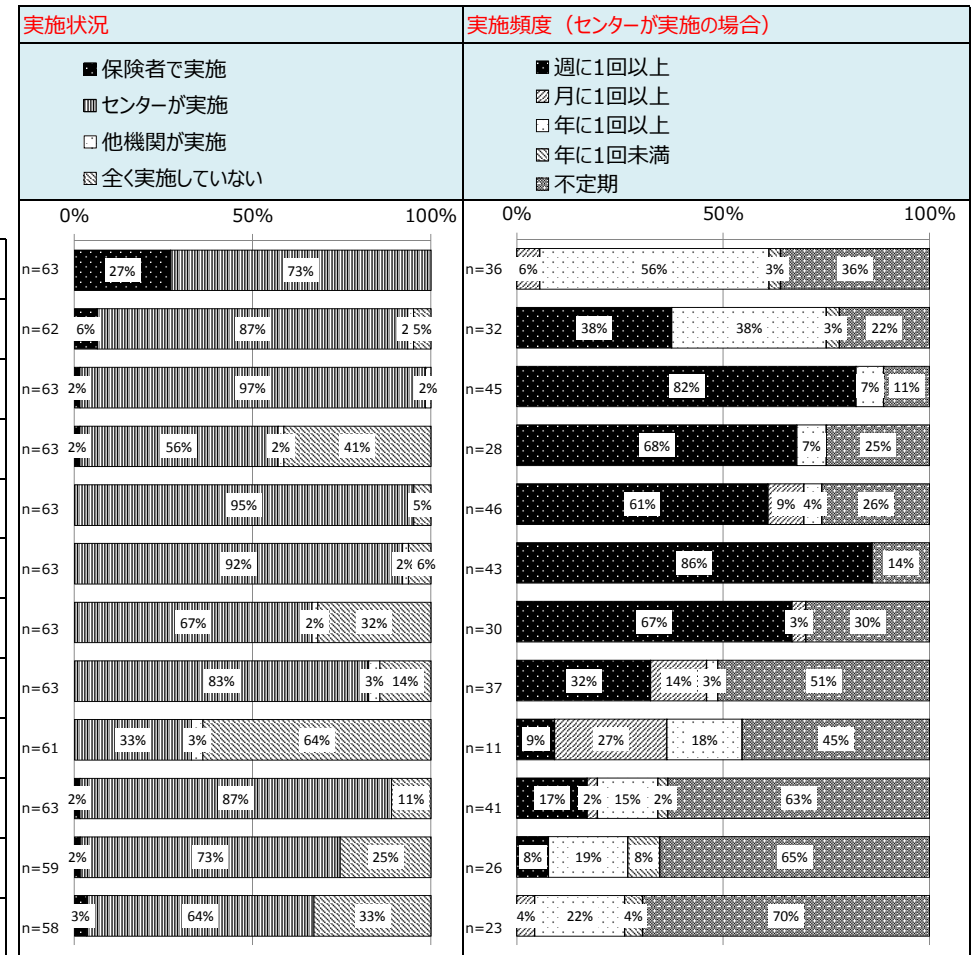 実施状況
実施頻度（センターが実施の場合）
保険者で実施
センターが実施
他機関が実施
全く実施していない
週に1回以上
月に1回以上
年に1回以上
年に1回未満
不定期
0% 50% 100%
0% 50% 100%
n=63 27% 73%
n=36 6% 56% 3% 36%
n=62 6% 87% 2 5%
n=32 38% 38% 3% 22%
n=63 2% 97% 2%
n=45 82% 7% 11%
n=63 2% 56% 2% 41%
n=28 68% 7% 25%
n=63 95% 5%
n=46 61% 9% 4% 26%
n=63 92% 2% 6%
n=43 86% 14%
n=63 67% 2% 32%
n=30 67% 3% 30%
n=63 83% 3% 14%
n=37 32% 14% 3% 51%
n=61 33% 3% 64%
n=11 9% 27% 18% 45%
n=63 2% 87% 11%
n=41 17% 2% 15% 2% 63%
n=59 2% 73% 25%
n=26 8% 19% 8% 65%
n=58 3% 64% 33%
n=23 4% 22% 4% 70%